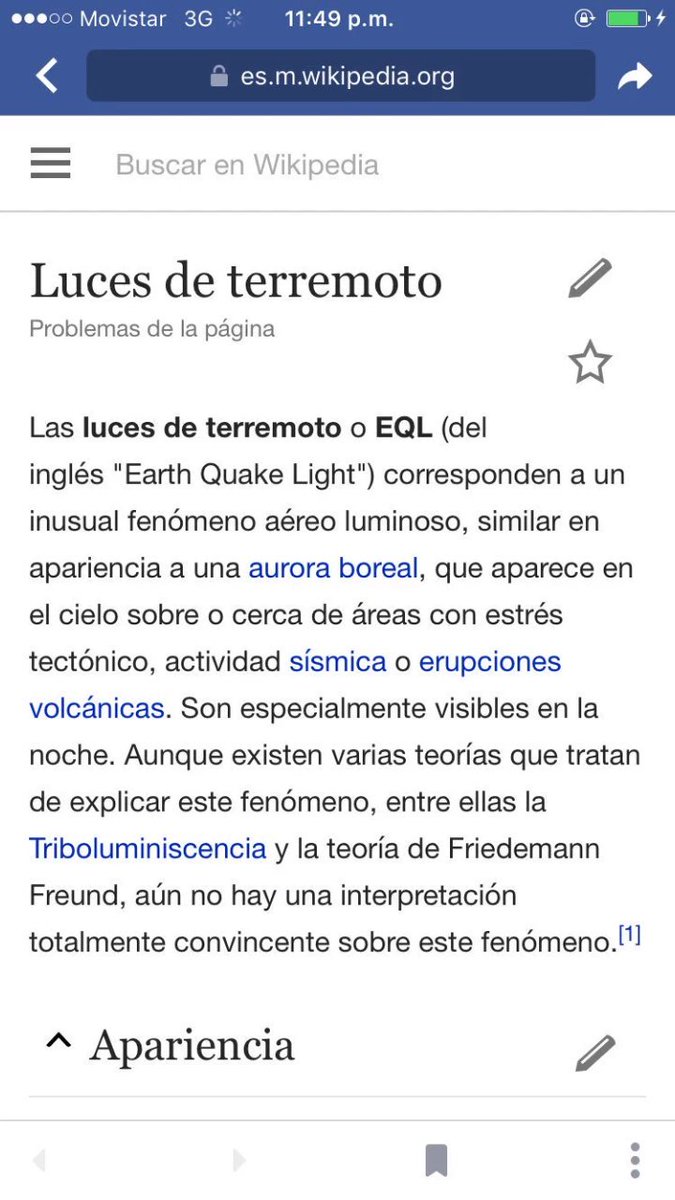 Movistar 3G 11:49 p.m.
es.m.wikipedia.org
Buscar en Wikipedia
Luces de terremoto
Problemas de la página
Las luces de terremoto o EQL (del
inglés "Earth Quake Light") corresponden a un
inusual fenómeno aéreo luminoso, similar en
apariencia a una aurora boreal, que aparece en
el cielo sobre o cerca de áreas con estrés
tectónico, actividad sísmica o erupciones
volcánicas. Son especialmente visibles en la
noche. Aunque existen varias teorías que tratan
de explicar este fenómeno, entre ellas la
Triboluminiscencia y la teoría de Friedemann
Freund, aún no hay una interpretación
totalmente convincente sobre este fenómeno.[1]
Apariencia